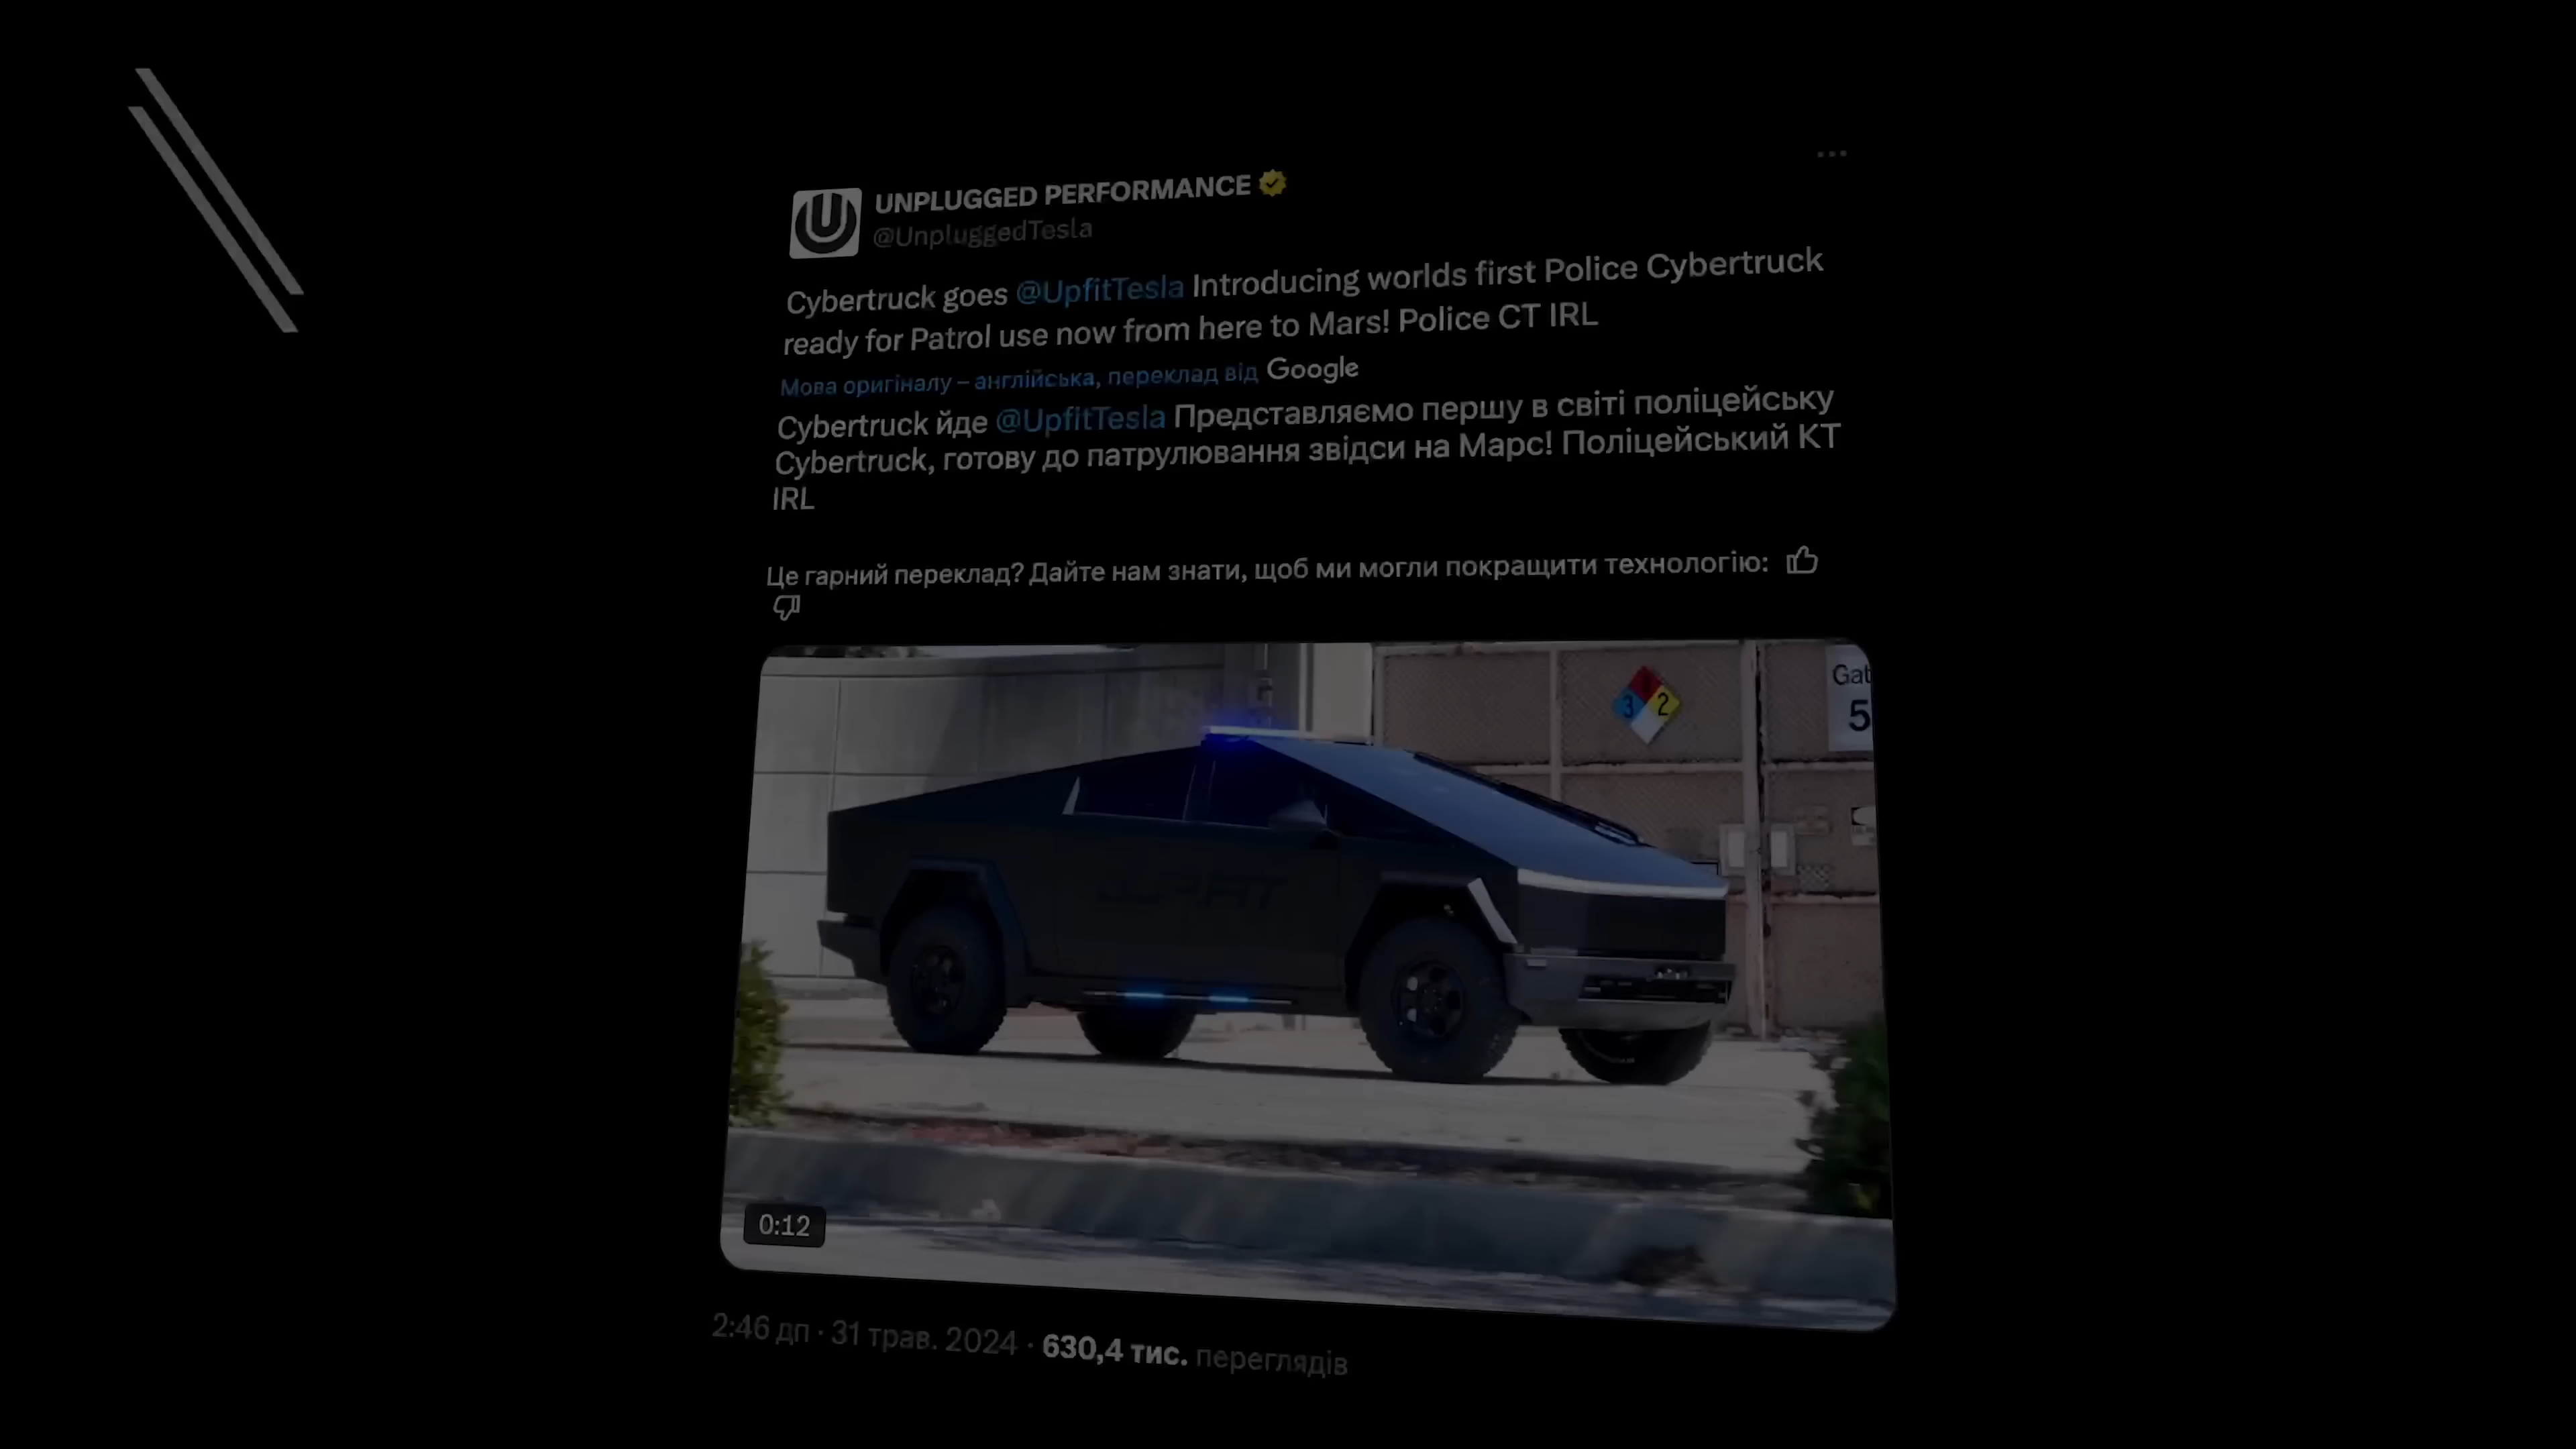 UNPLUGGED PERFORMANCE
@UnpluggedTesla
Cybertruck goes @UpfitTesla Introducing worlds first Police Cybertruck
ready for Patrol use now from here to Mars! Police CT IRL
Мова оригіналу – англійська, переклад від Google
Cybertruck йде @UpfitTesla Представляємо першу в світі поліцейську
Cybertruck, готову до патрулювання звідси на Марс! Поліцейський КТ
IRL
Це гарний переклад? Дайте нам знати, щоб ми могли покращити технологію:
3 2
Gat
5
UPFIT
0:12
2:46 дп · 31 трав. 2024 · 630,4 тис. переглядів